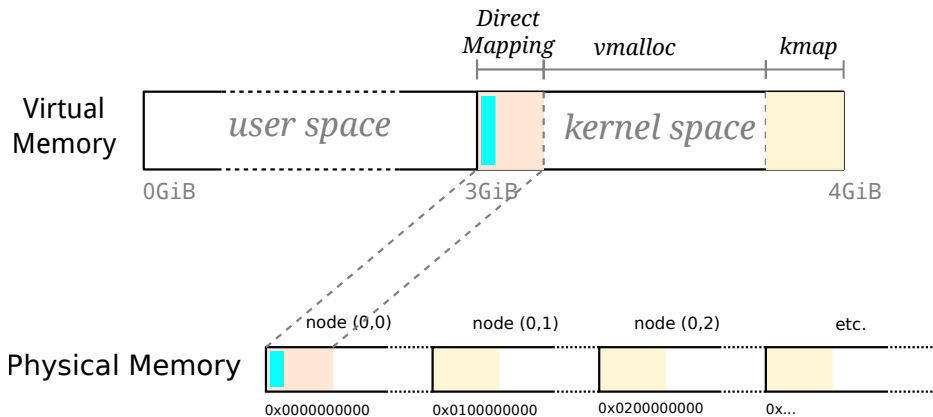 Direct
Mapping
vmalloc
kmap
Virtual
Memory
user space
kernel space
0GiB
3GiB
4GiB
node (0,0)
node (0,1)
node (0,2)
etc.
Physical Memory
0x0000000000
0x0100000000
0x0200000000
0x...